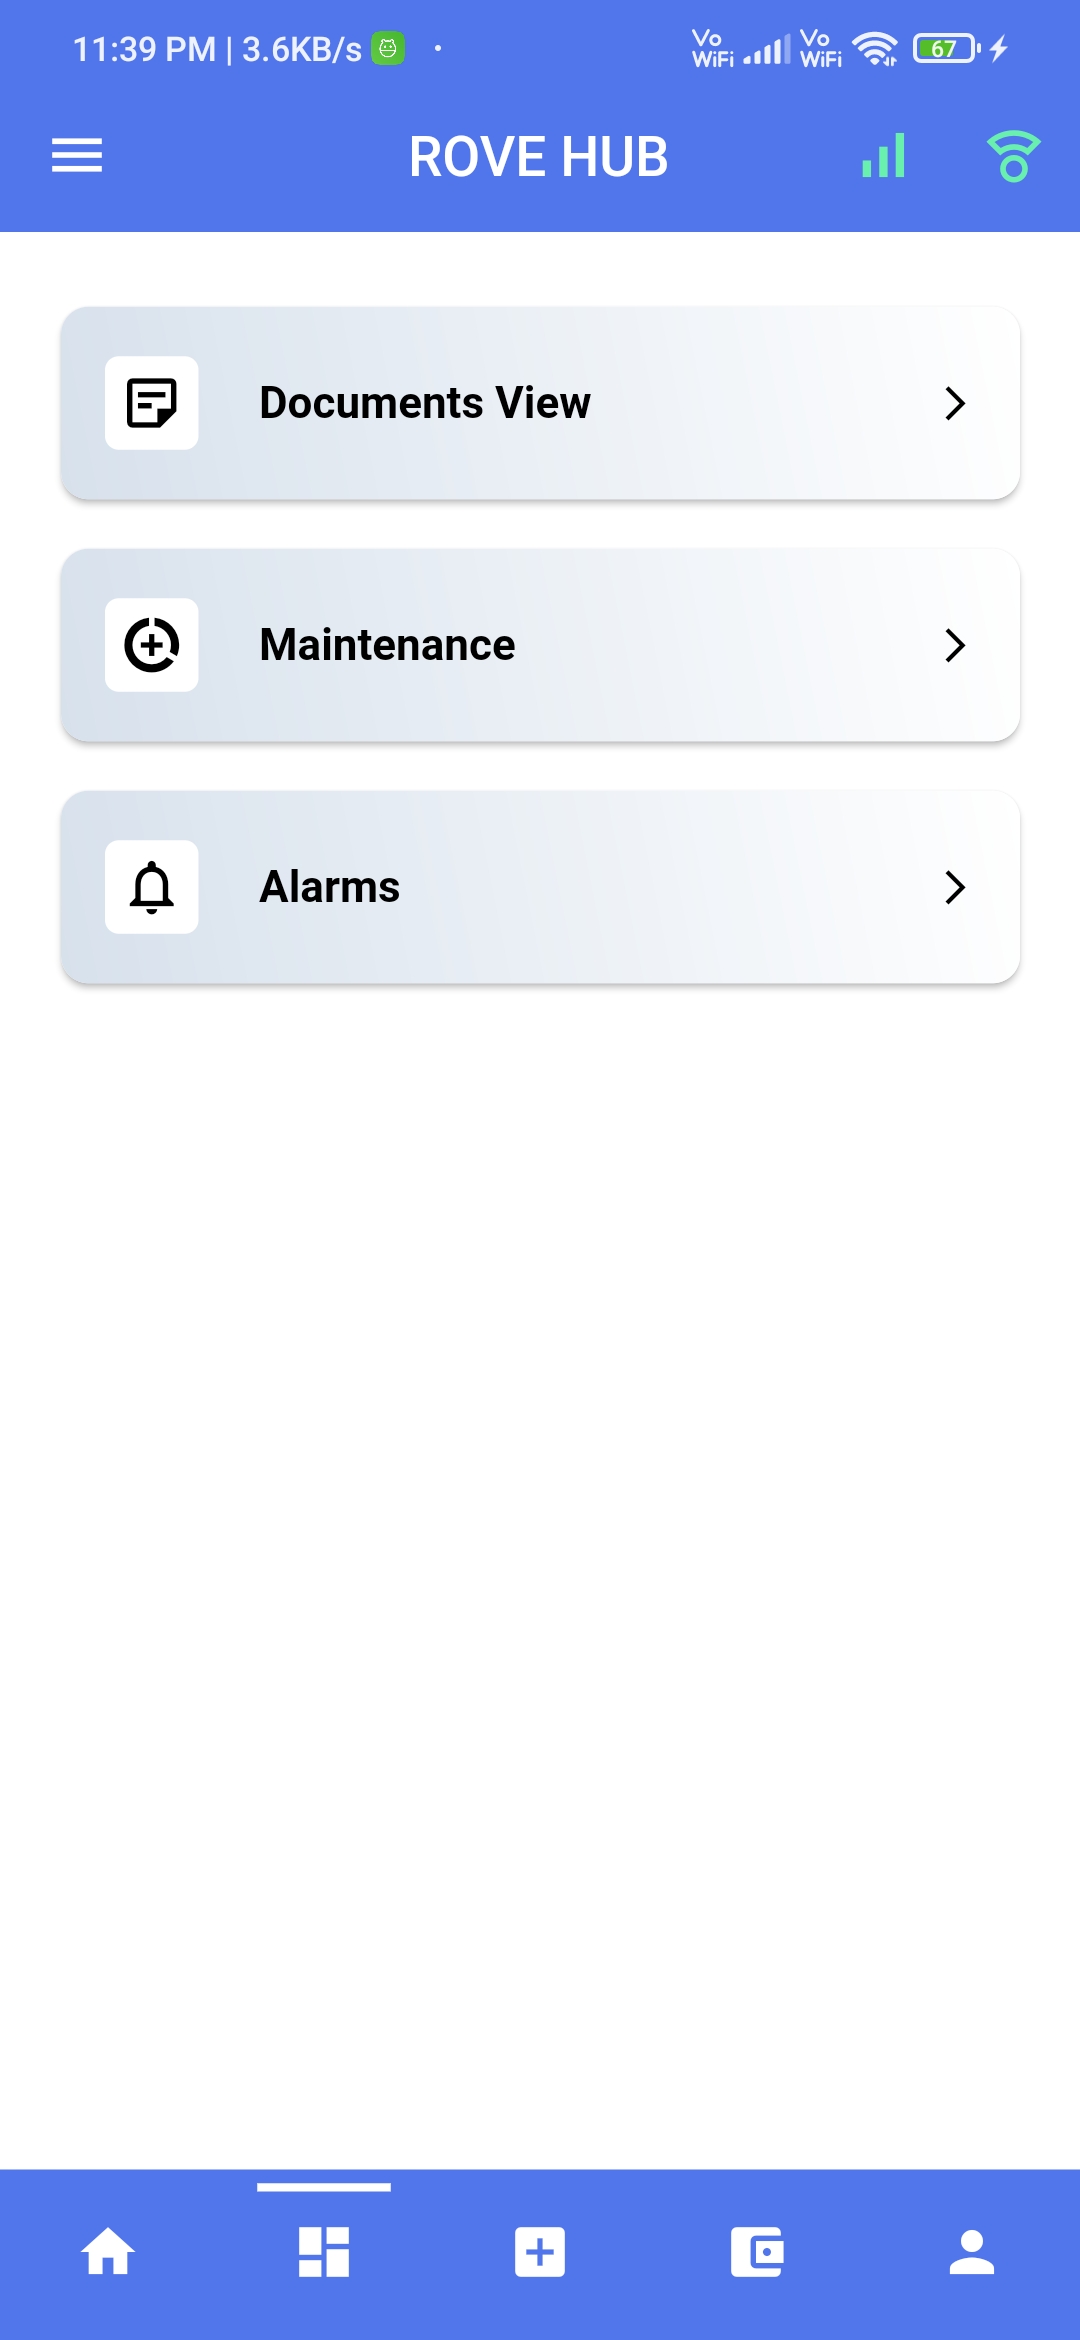 11:39 PM | 3.6KB/s
Vo WiFi Vo WiFi 67
ROVE HUB
Documents View
Maintenance
Alarms